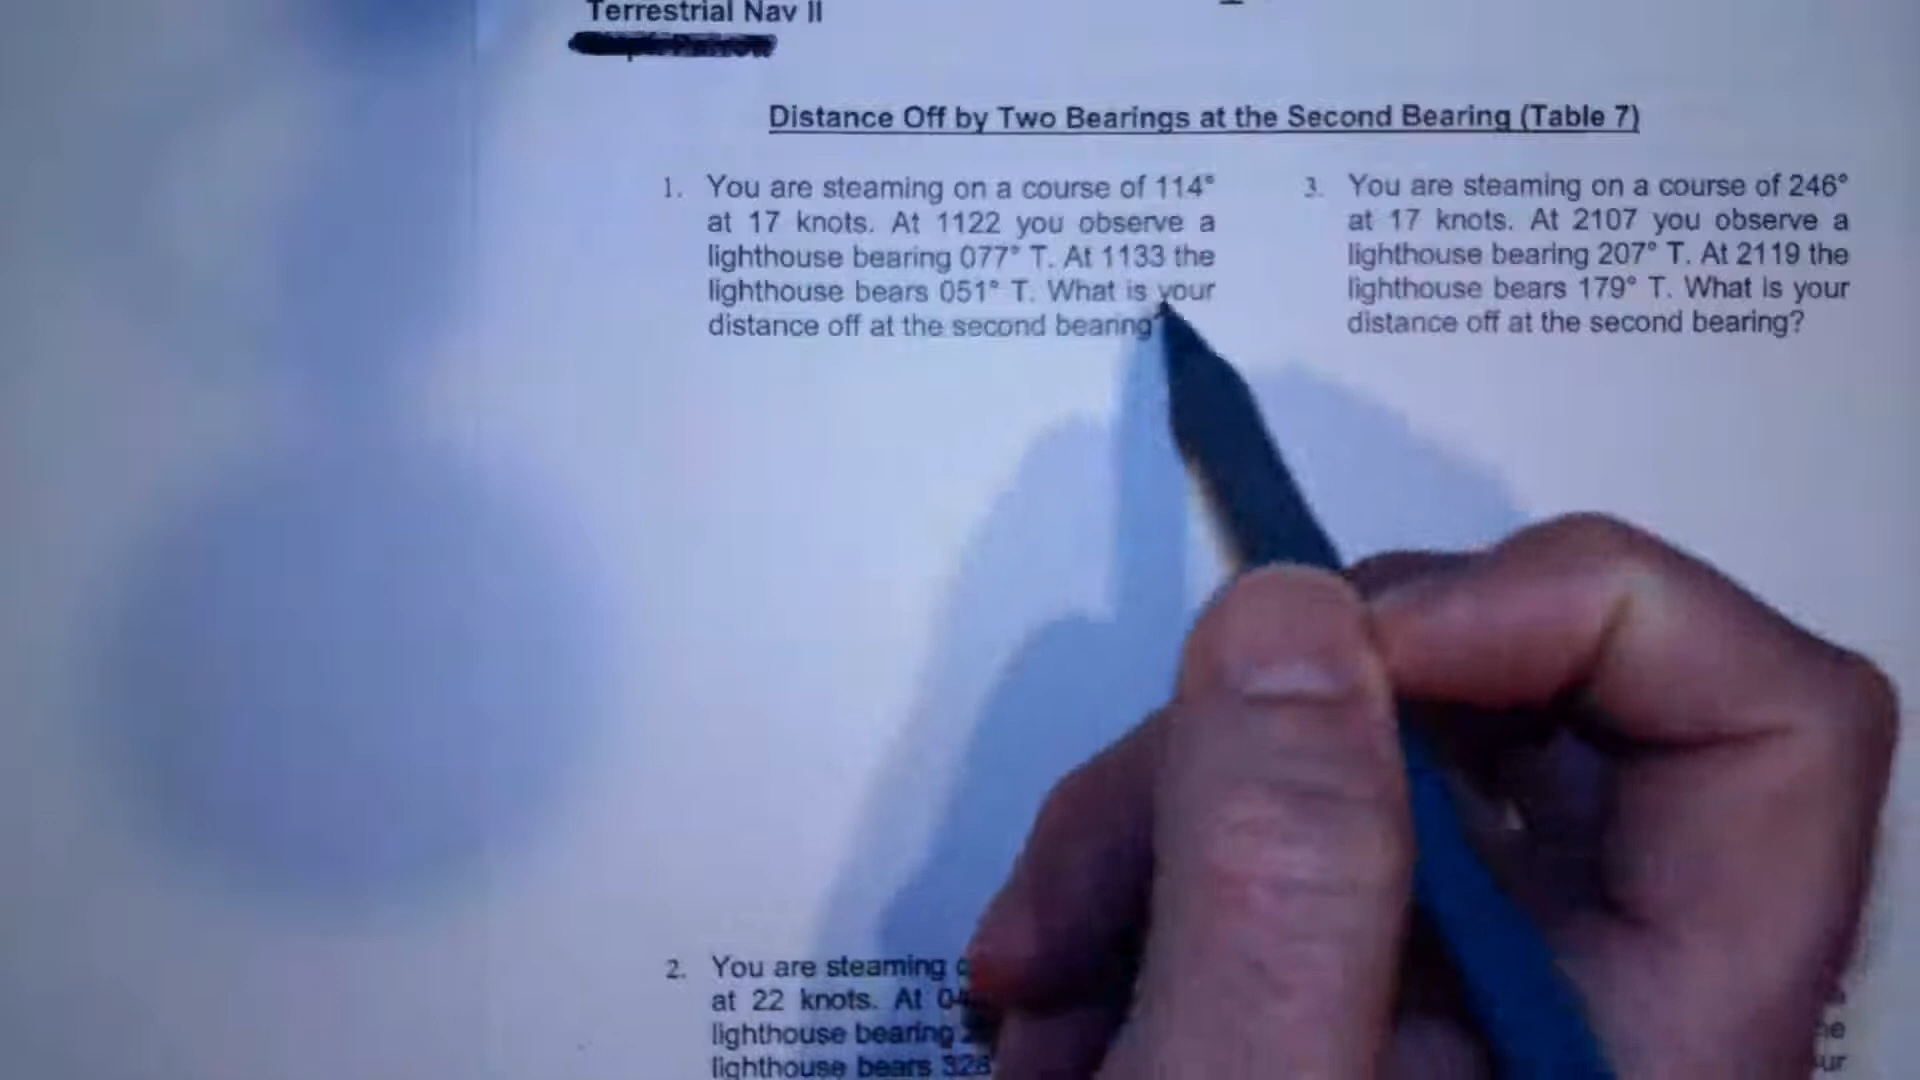 Terrestrial Nav II
Distance Off by Two Bearings at the Second Bearing (Table 7)
1. You are steaming on a course of 114°
at 17 knots. At 1122 you observe a
lighthouse bearing 077° T. At 1133 the
lighthouse bears 051° T. What is your
distance off at the second bearing
3. You are steaming on a course of 246°
at 17 knots. At 2107 you observe a
lighthouse bearing 207° T. At 2119 the
lighthouse bears 179° T. What is your
distance off at the second bearing?
2. You are steaming
at 22 knots. At
lighthouse bearing
lighthouse bears 328